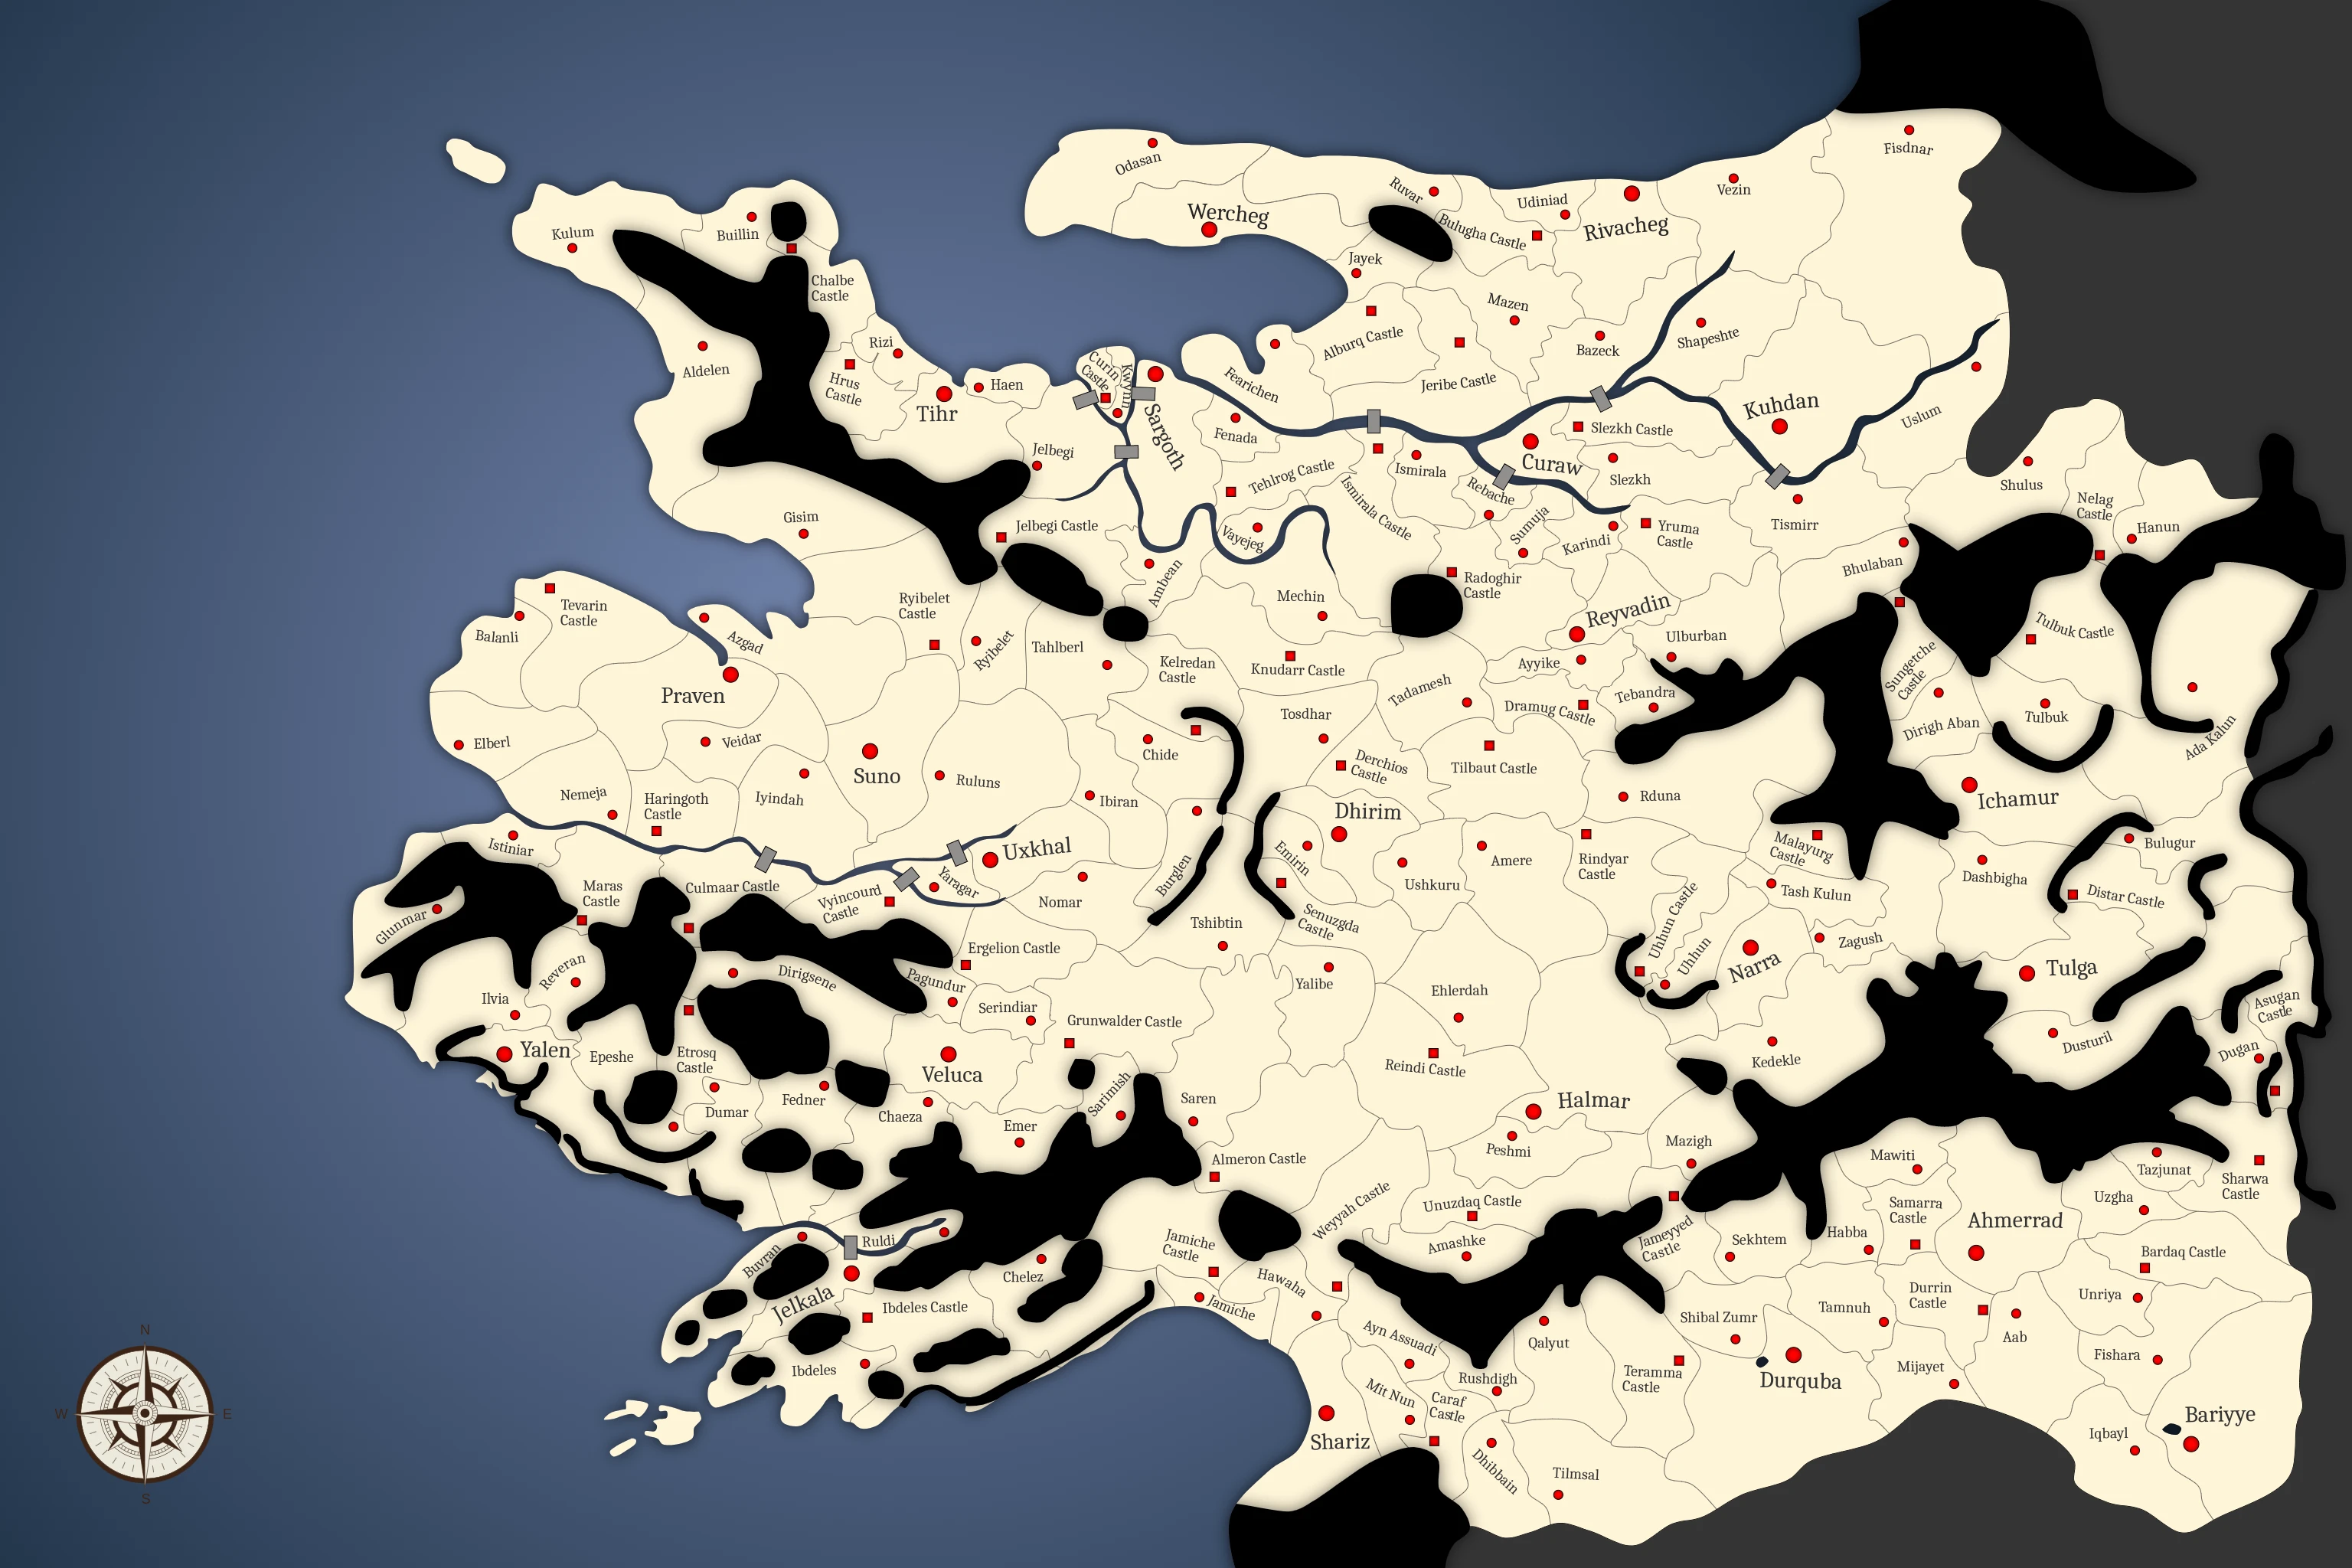 Fisdnar
Odasan
Vezin
Ruvar
Udiniad
Wercheg
Rivacheg
Bulugha Castle
Kulum
Buillin
Jayek
Chalbe
Castle
Mazen
Alburq Castle
Shapeshte
Bazeck
Rizi
Hrus
Castle
Aldelen
Haen
Curin
Castle
Kwynn
Fearichen
Jeribe Castle
Kuhdan
Tihr
Uslum
Sargoth
Fenada
Slezkh Castle
Jelbegi
Curaw
Ismirala
Tehlrog Castle
Slezkh
Shulus
Rebache
Nelag
Castle
Ismirala Castle
Gisim
Jelbegi Castle
Tismirr
Hanun
Sumuja
Yruma
Castle
Vayejeg
Karindi
Bhulaban
Ambean
Radoghir
Castle
Mechin
Ryibelet
Castle
Tevarin
Castle
Reyvadin
Balanli
Azgad
Ryibelet
Tahlberl
Ulburban
Tulbuk Castle
Kelredan
Castle
Knudarr Castle
Ayyike
Sungetche
Castle
Praven
Tadamesh
Tebandra
Tosdhar
Dramug Castle
Tulbuk
Dirigh Aban
Ada Kalun
Elberl
Veidar
Chide
Derchios
Castle
Tilbaut Castle
Suno
Ruluns
Nemeja
Haringoth
Castle
Iyindah
Ibiran
Rduna
Ichamur
Dhirim
Istiniar
Uxkhal
Malayurg
Castle
Bulugur
Emirin
Amere
Rindyar
Castle
Burglen
Dashbigha
Culmaar Castle
Yaragar
Ushkuru
Maras
Castle
Vyincourd
Castle
Nomar
Tash Kulun
Distar Castle
Glunmar
Tshibtin
Senuzgda
Castle
Uhhun Castle
Zagush
Ergelion Castle
Uhhun
Narra
Reveran
Dirigsene
Pagundur
Yalibe
Tulga
Ilvia
Serindiar
Ehlerdah
Asugan
Castle
Grunwalder Castle
Yalen
Epeshe
Etrosq
Castle
Dusturil
Dugan
Veluca
Reindi Castle
Kedekle
Fedner
Dumar
Chaeza
Sarimish
Saren
Halmar
Emer
Peshmi
Mazigh
Almeron Castle
Mawiti
Tazjunat
Sharwa
Castle
Unuzdaq Castle
Weyyah Castle
Uzgha
Samarra
Castle
Ahmerrad
Ruldi
Jamiche
Castle
Amashke
Jameyyed
Castle
Sekhtem
Habba
Bardaq Castle
Buvran
Chelez
Hawaha
Jelkala
Ibdeles Castle
Jamiche
Durrin
Castle
Unriya
Shibal Zumr
Tamnuh
Ayn Assuadi
Qalyut
Aab
Ibdeles
Rushdigh
Teramma
Castle
Durquba
Mijayet
Fishara
Mit Nun
Caraf
Castle
Bariyye
Shariz
Iqbayl
Dhibbain
Tilmsal
N
W
E
S